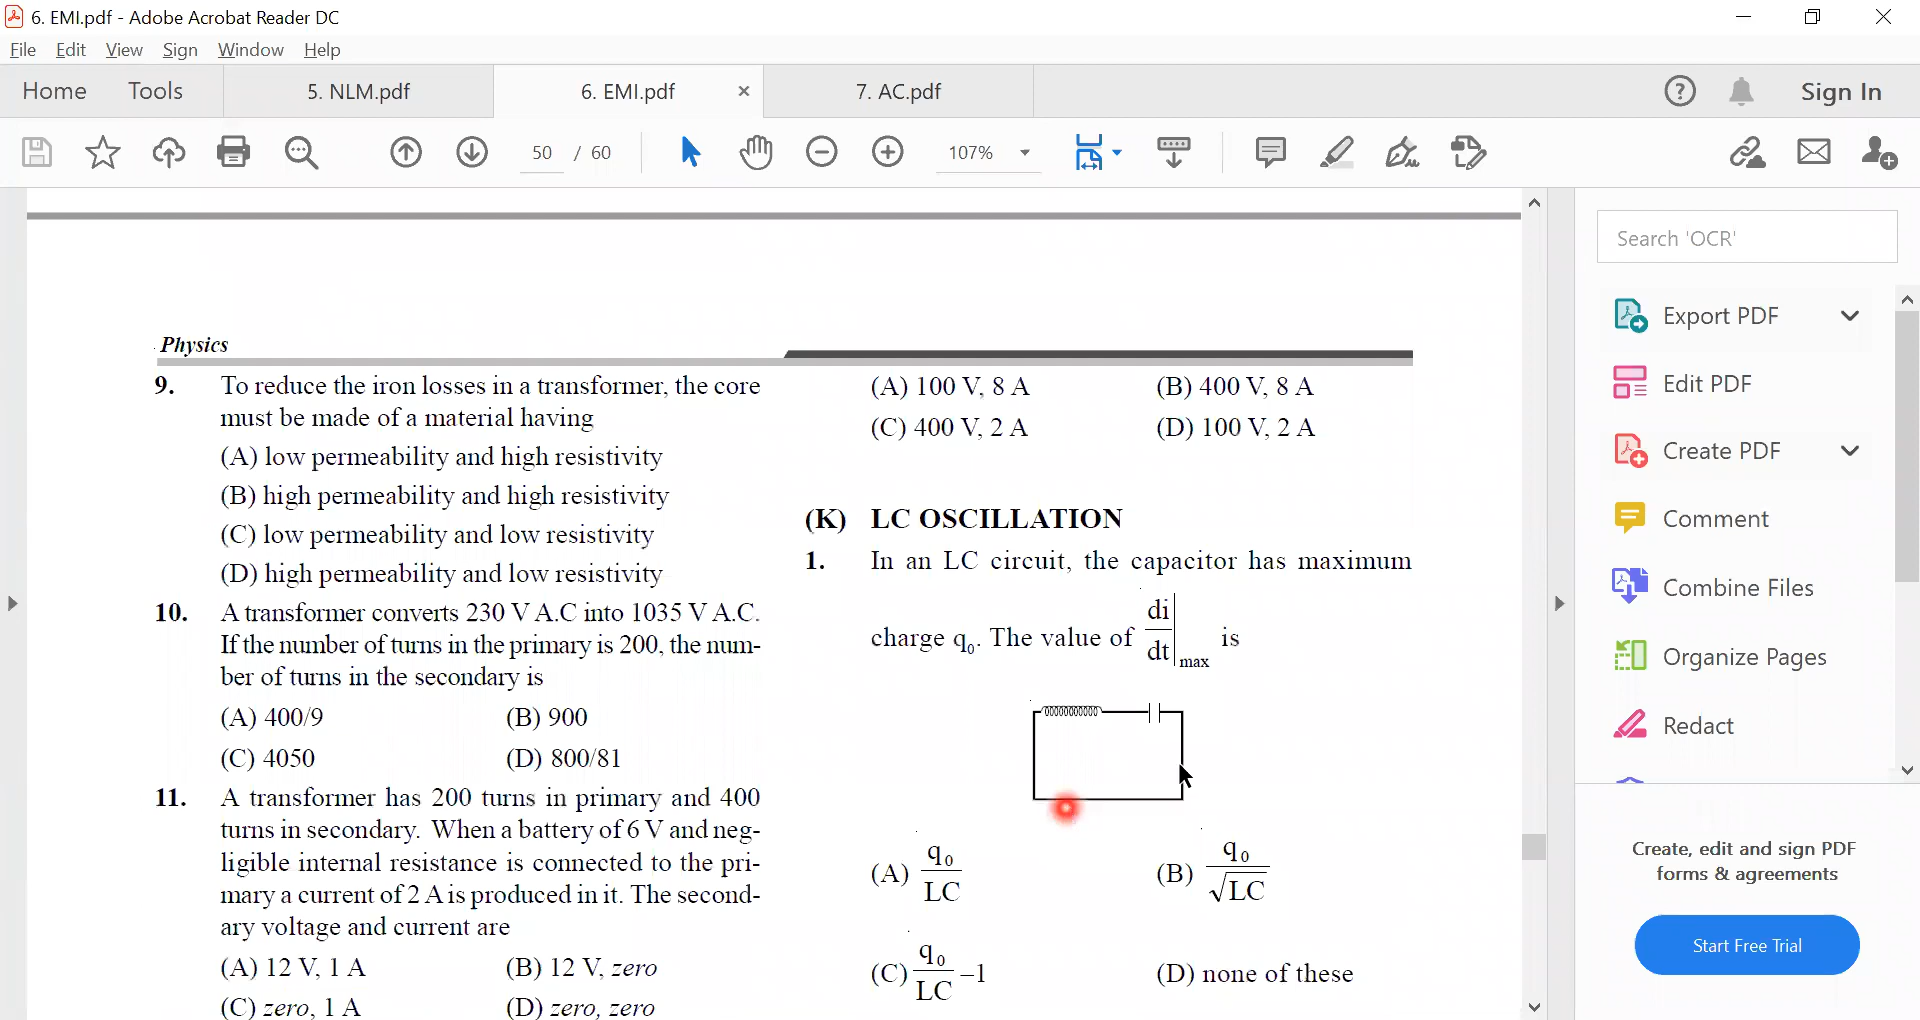 6. EMI.pdf - Adobe Acrobat Reader DC
File Edit View Sign Window Help
Home Tools 5. NLM.pdf 6. EMI.pdf × 7. AC.pdf ? Sign In
50 / 60 107%
Physics
9. To reduce the iron losses in a transformer, the core
must be made of a material having
(A) low permeability and high resistivity
(B) high permeability and high resistivity
(C) low permeability and low resistivity
(D) high permeability and low resistivity
10. A transformer converts 230 V A.C into 1035 V A.C.
If the number of turns in the primary is 200, the num-
ber of turns in the secondary is
(A) 400/9 (B) 900
(C) 4050 (D) 800/81
11. A transformer has 200 turns in primary and 400
turns in secondary. When a battery of 6 V and neg-
ligible internal resistance is connected to the pri-
mary a current of 2 A is produced in it. The second-
ary voltage and current are
(A) 12 V, 1 A (B) 12 V, zero
(C) zero, 1 A (D) zero, zero
(A) 100 V, 8 A (B) 400 V, 8 A
(C) 400 V, 2 A (D) 100 V, 2 A
(K) LC OSCILLATION
1. In an LC circuit, the capacitor has maximum
charge q₀. The value of di/dt|max is
(A) q₀/LC (B) q₀/√LC
(C) q₀/LC –1 (D) none of these
Search 'OCR'
Export PDF
Edit PDF
Create PDF
Comment
Combine Files
Organize Pages
Redact
Create, edit and sign PDF
forms & agreements
Start Free Trial